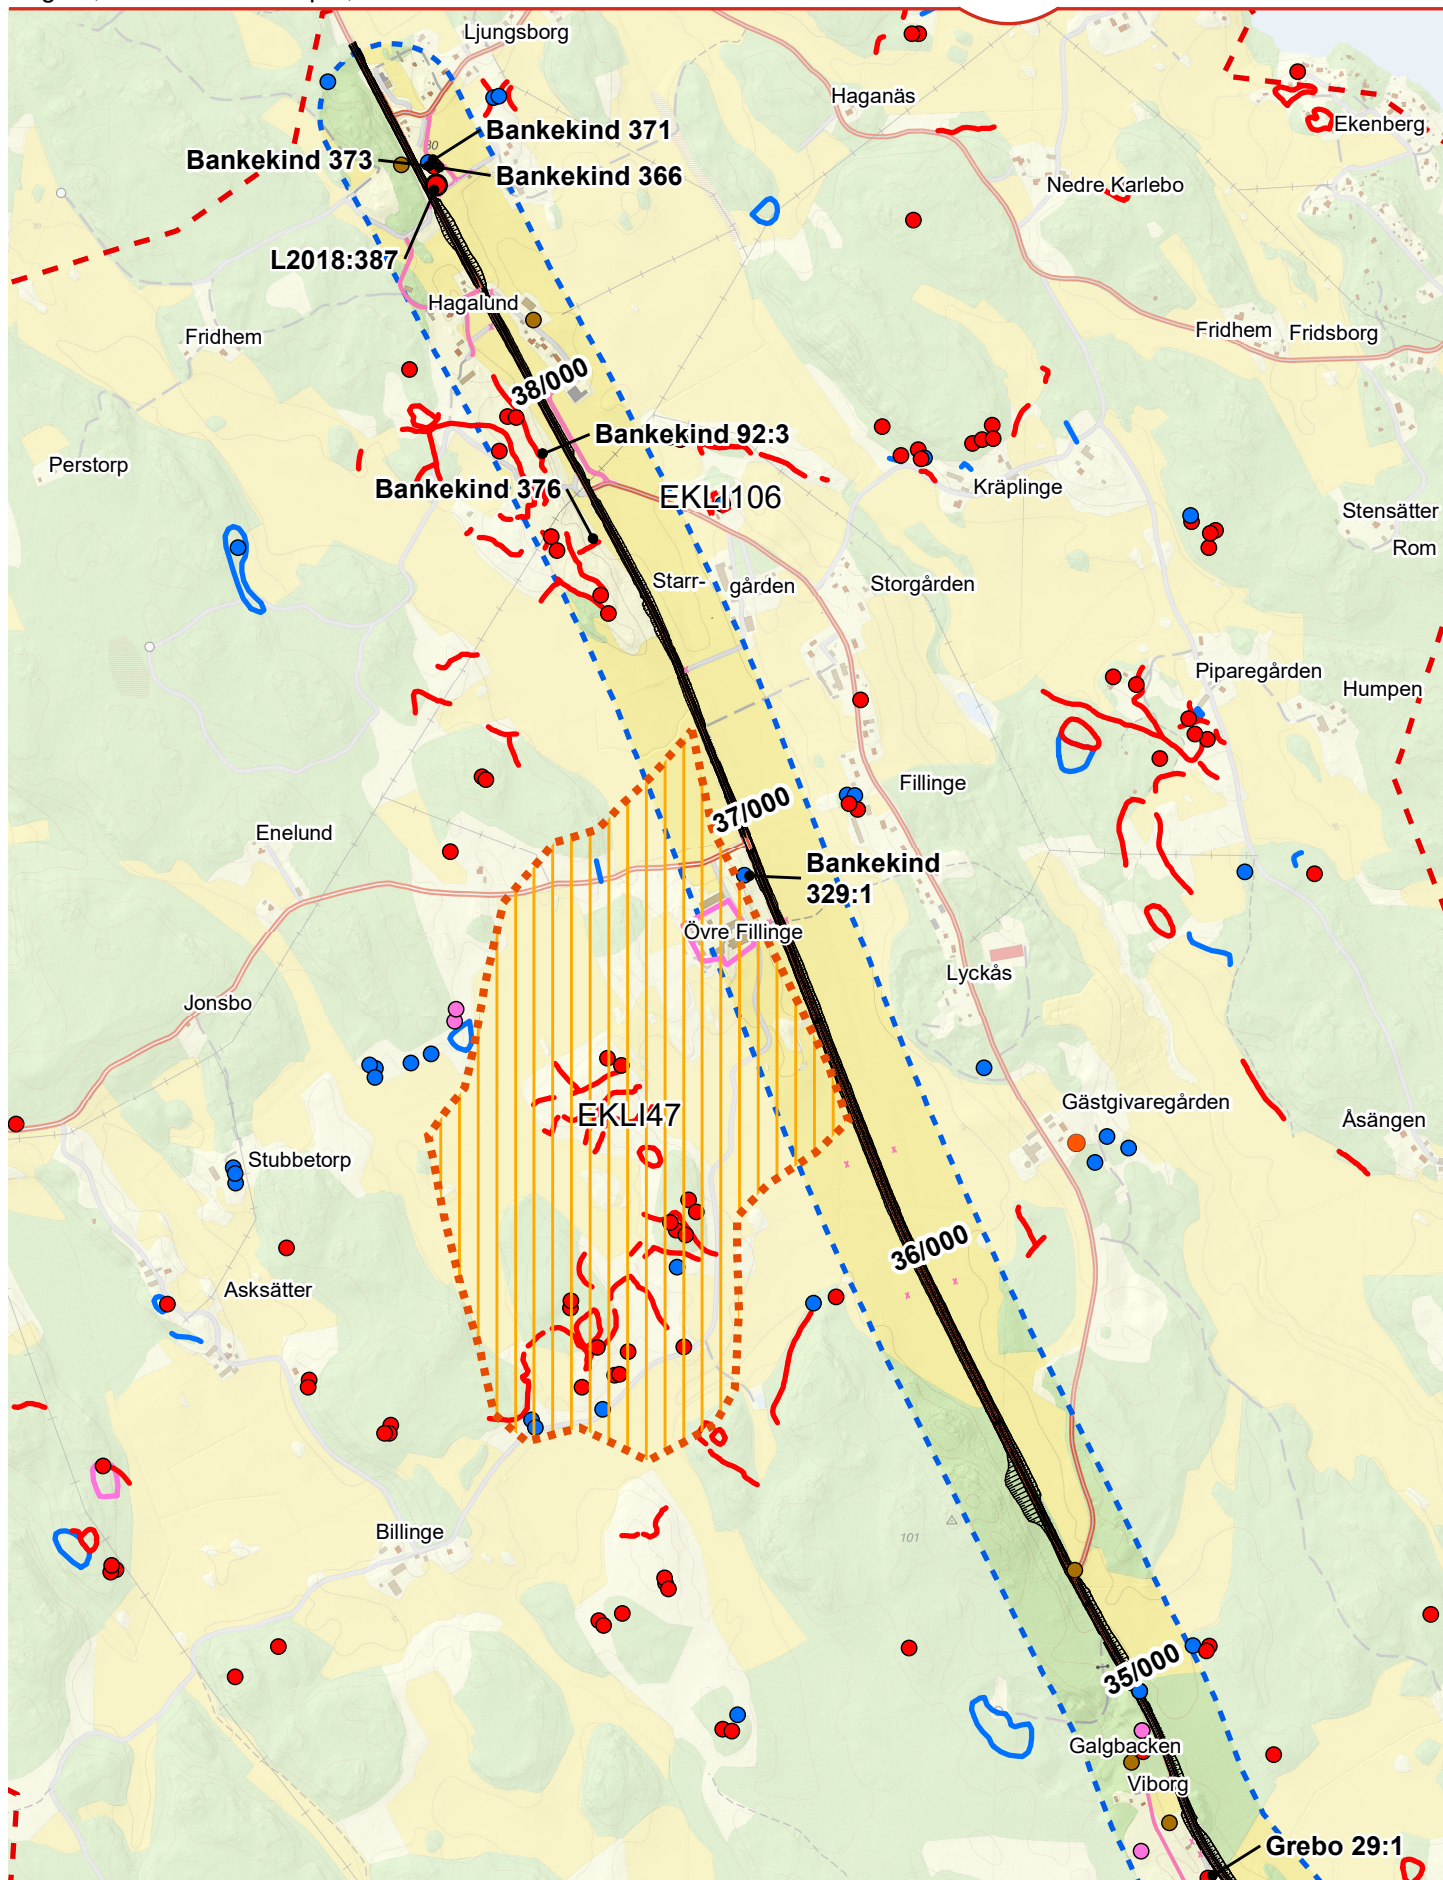 Ljungsborg
Haganäs
Ekenberg
Bankekind 371
80
Bankekind 373
Bankekind 366
Nedre Karlebo
L2018:387
Hagalund
Fridhem
Fridhem
Fridsborg
38/000
Bankekind 92:3
Perstorp
Bankekind 376
EKLI106
Kräplinge
Stensätter
Rom
Starr-
gården
Storgården
Piparegården
Humpen
Fillinge
37/000
Enelund
Bankekind
329:1
Övre Fillinge
Lyckås
Jonsbo
Gästgivaregården
EKLI47
Åsängen
Stubbetorp
36/000
Asksätter
Billinge
101
35/000
Galgbacken
Viborg
Grebo 29:1